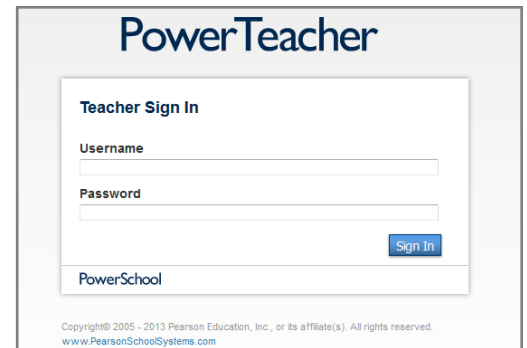 PowerTeacher
Teacher Sign In
Username
Password
Sign In
PowerSchool
Copyright© 2005 - 2013 Pearson Education, Inc., or its affiliate(s). All rights reserved.
www.PearsonSchoolSystems.com